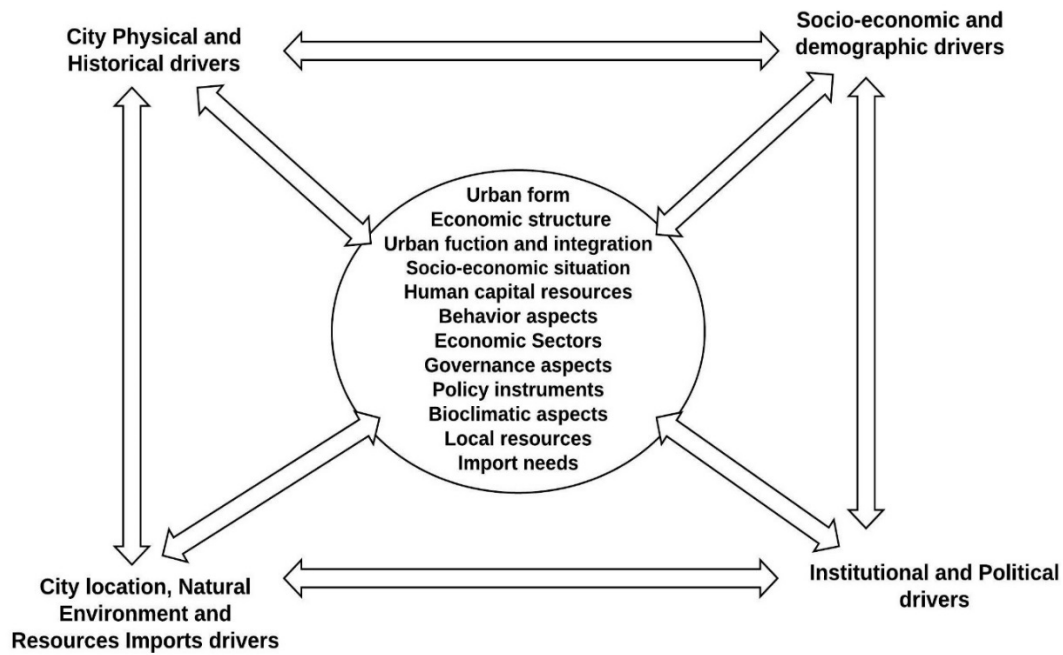 City Physical and
Historical drivers
Socio-economic and
demographic drivers
Urban form
Economic structure
Urban fuction and integration
Socio-economic situation
Human capital resources
Behavior aspects
Economic Sectors
Governance aspects
Policy instruments
Bioclimatic aspects
Local resources
Import needs
City location, Natural
Environment and
Resources Imports drivers
Institutional and Political
drivers